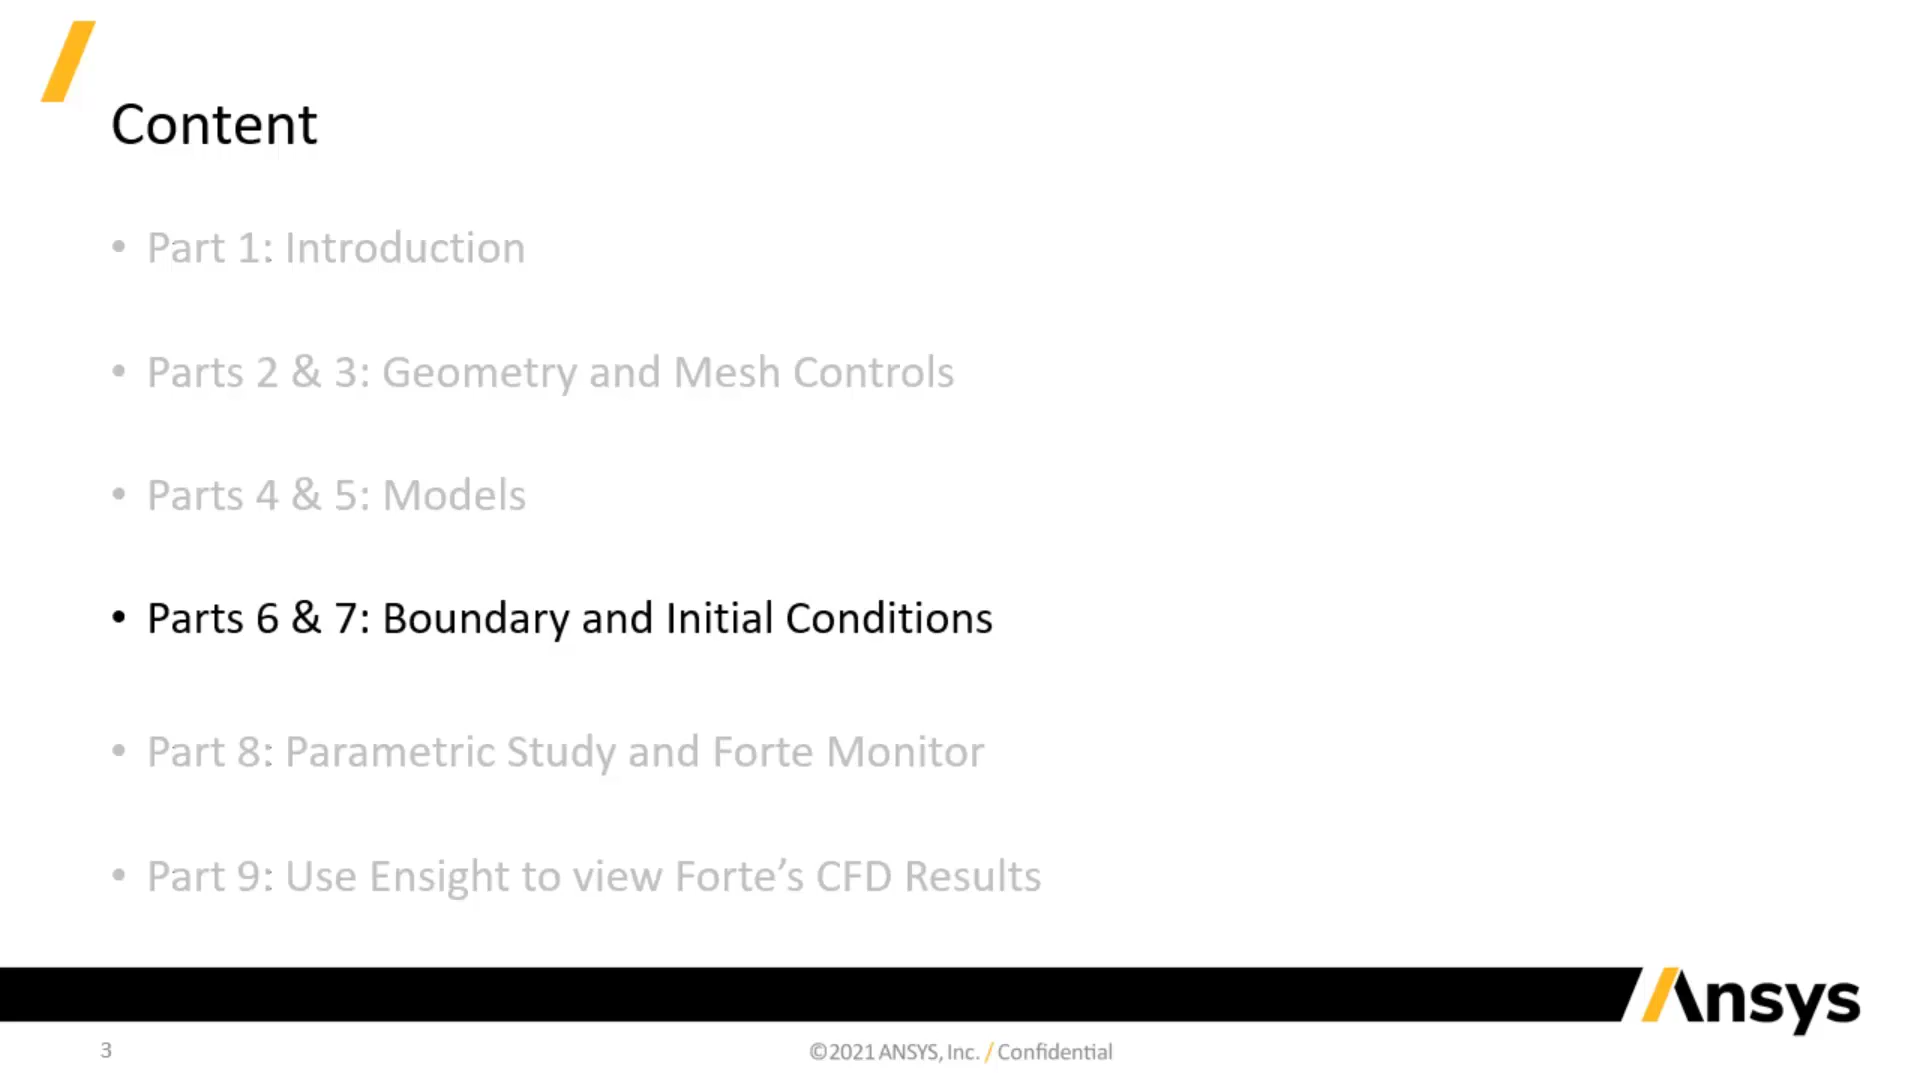 Content
• Part 1: Introduction
• Parts 2 & 3: Geometry and Mesh Controls
• Parts 4 & 5: Models
• Parts 6 & 7: Boundary and Initial Conditions
• Part 8: Parametric Study and Forte Monitor
• Part 9: Use Ensight to view Forte’s CFD Results
Ansys
3
©2021 ANSYS, Inc. / Confidential